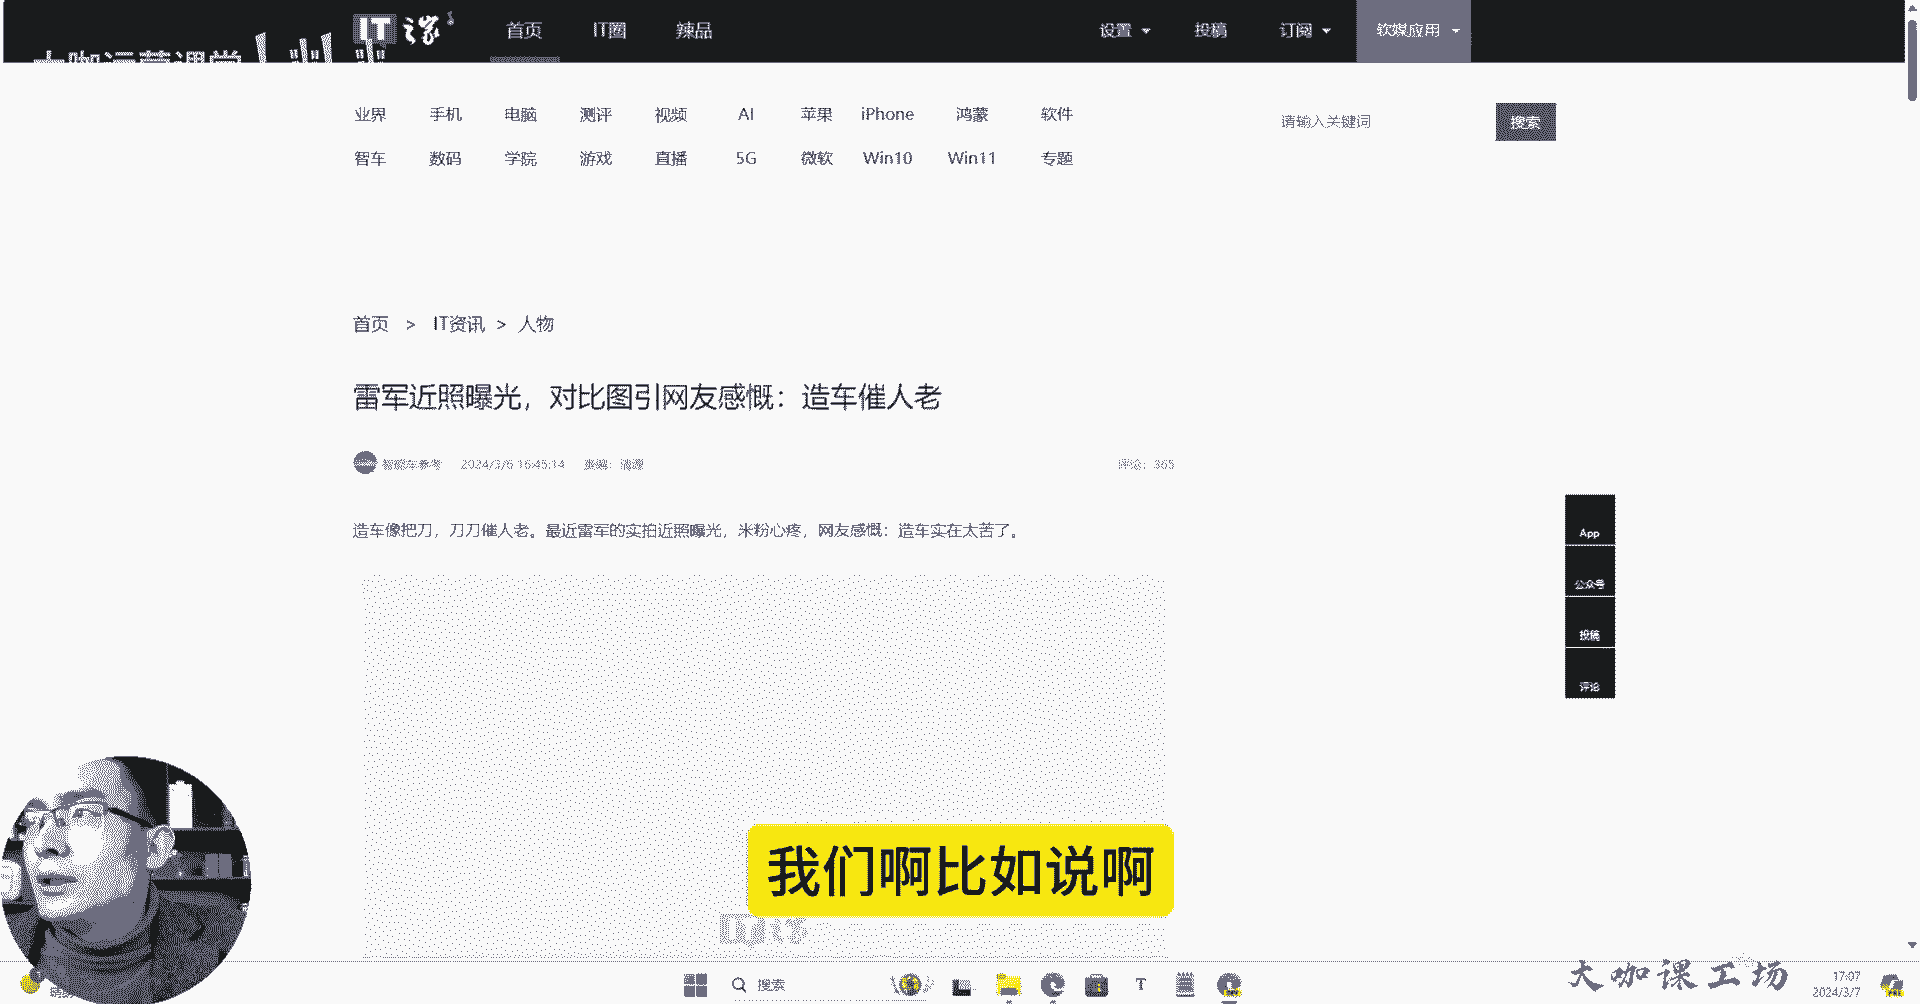 大咖运营课堂
IT之家
首页 IT圈 辣品 设置 投稿 订阅 软媒应用
业界 手机 电脑 测评 视频 AI 苹果 iPhone 鸿蒙 软件
请输入关键词 搜索
智车 数码 学院 游戏 直播 5G 微软 Win10 Win11 专题
首页 > IT资讯 > 人物
雷军近照曝光，对比图引网友感慨：造车催人老
智能车参考 2024/3/6 16:45:14 责编：清源 评论：365
造车像把刀，刀刀催人老。最近雷军的实拍近照曝光，米粉心疼，网友感慨：造车实在太苦了。
App
公众号
投稿
评论
我们啊比如说啊
IT之家
大咖课工场
搜索
17:07
2024/3/7